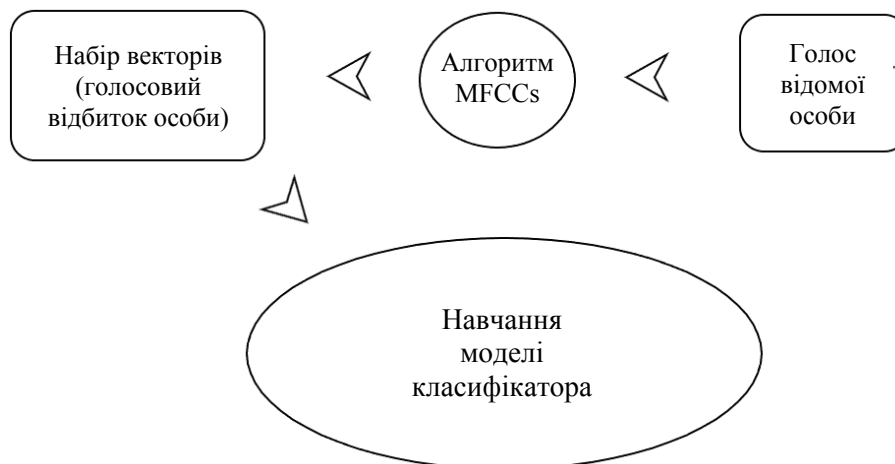 Набір векторів
(голосовий
відбиток особи)
Алгоритм
MFCCs
Голос
відомої
особи
Навчання
моделі
класифікатора